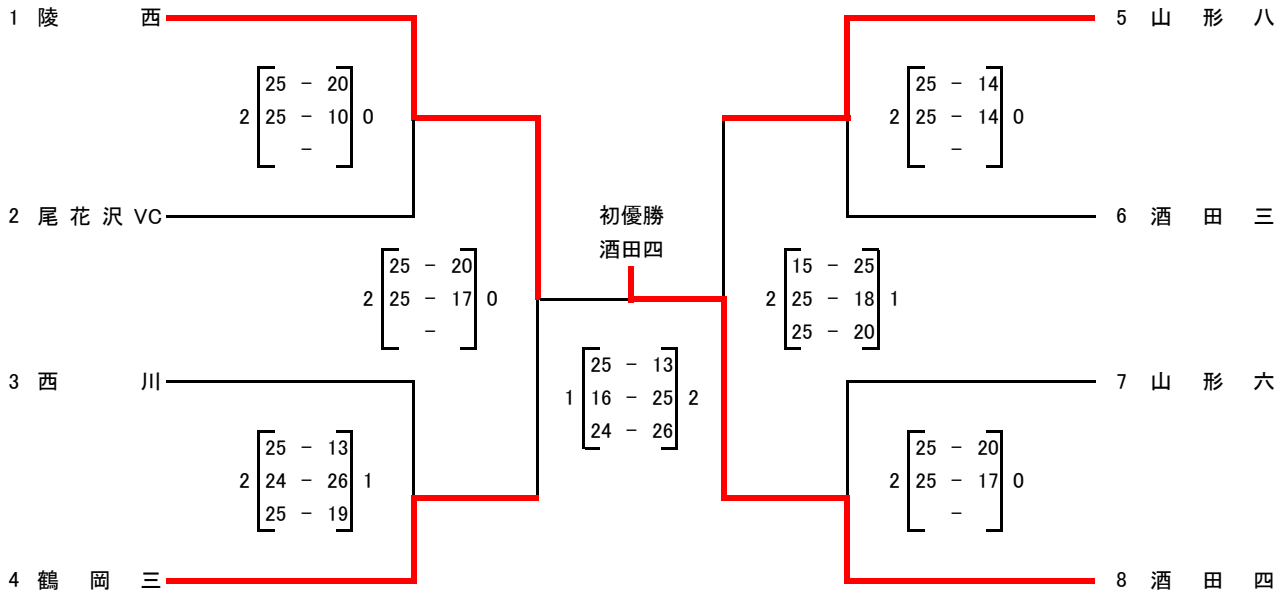 1 陵西
5 山形八
25 - 20
2 25 - 10 0
-
25 - 14
2 25 - 14 0
-
2 尾花沢VC
初優勝
酒田四
6 酒田三
25 - 20
2 25 - 17 0
-
15 - 25
2 25 - 18 1
25 - 20
25 - 13
1 16 - 25 2
24 - 26
3 西川
7 山形六
25 - 13
2 24 - 26 1
25 - 19
25 - 20
2 25 - 17 0
-
4 鶴岡三
8 酒田四